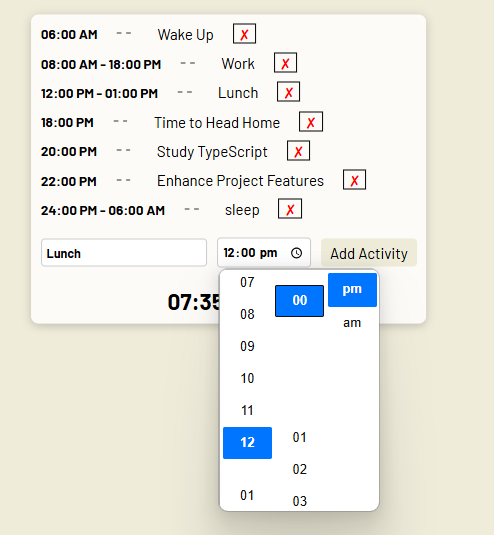 06:00 AM -- Wake Up ✗
08:00 AM - 18:00 PM -- Work ✗
12:00 PM - 01:00 PM -- Lunch ✗
18:00 PM -- Time to Head Home ✗
20:00 PM -- Study TypeScript ✗
22:00 PM -- Enhance Project Features ✗
24:00 PM - 06:00 AM -- sleep ✗
Lunch 12:00 pm Add Activity
07:35
07 00 pm
08 am
09
10
11
12 01
02
01 03